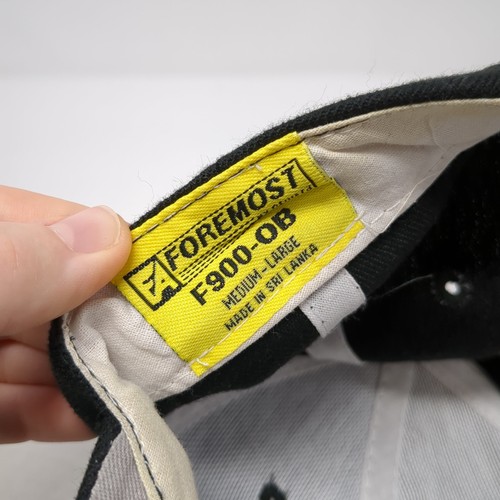 FOREMOST
F900-OB
MEDIUM-LARGE
MADE IN SRI LANKA